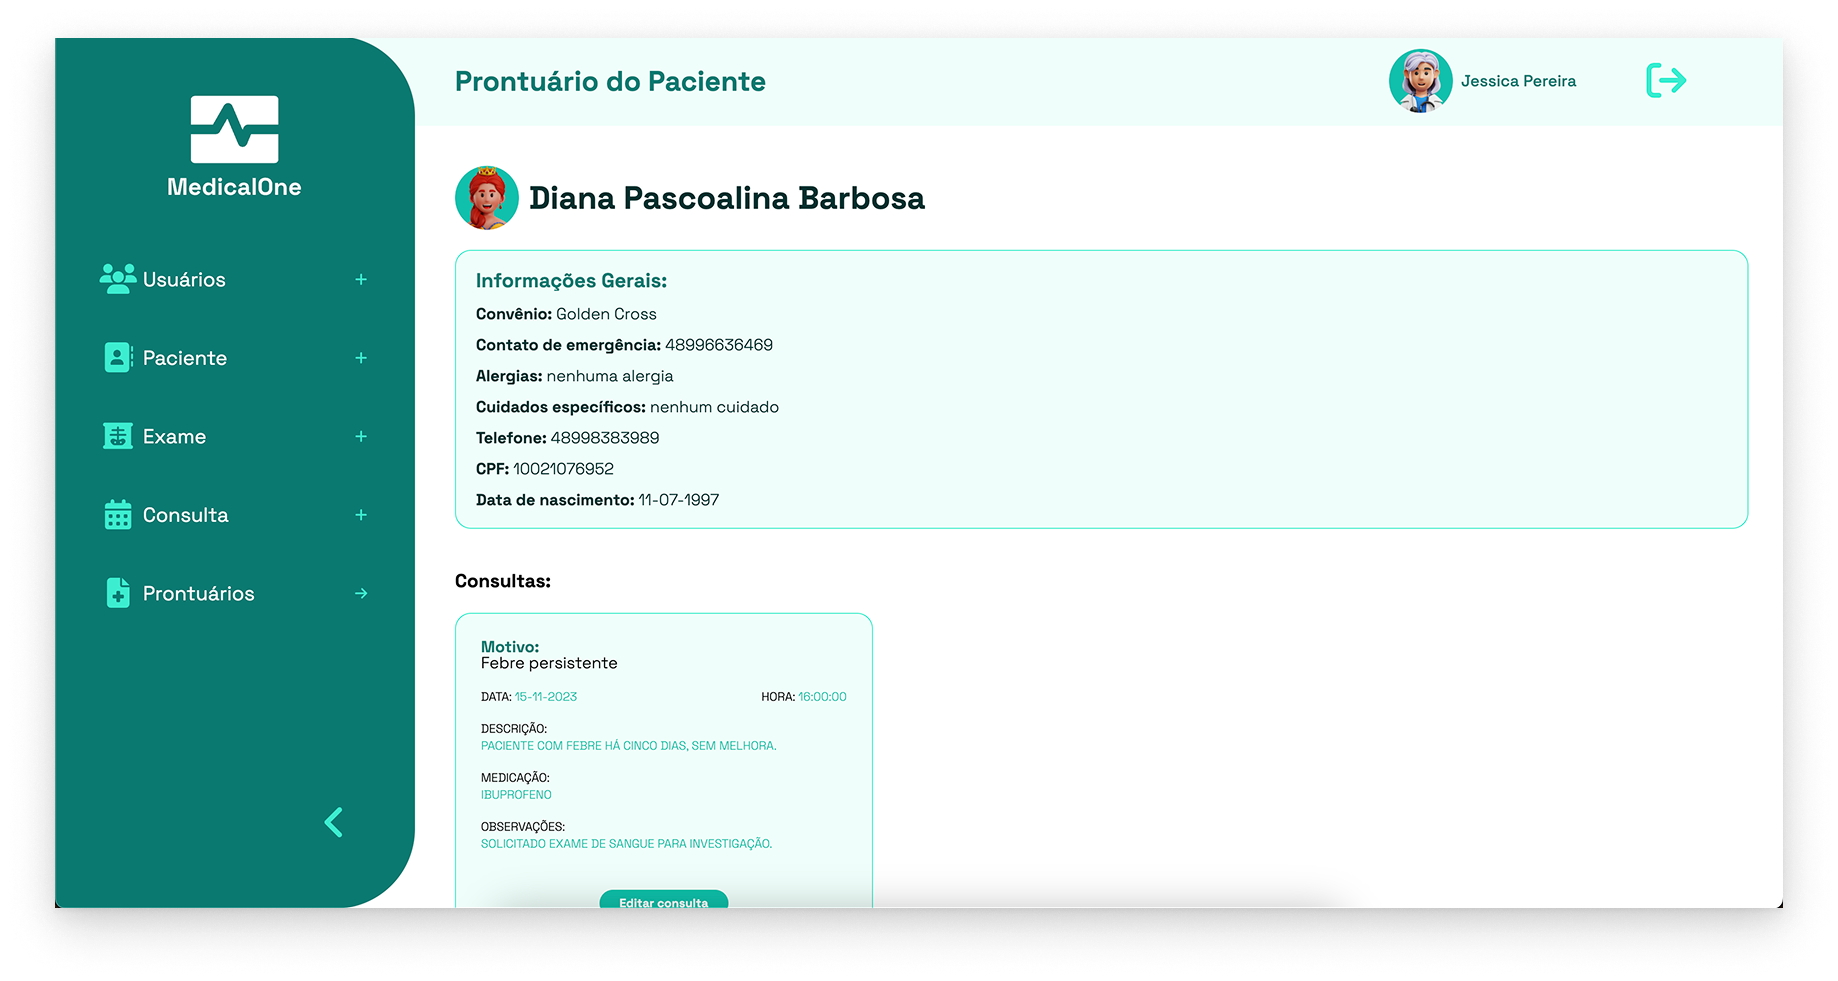 MedicalOne
Usuários +
Paciente +
Exame +
Consulta +
Prontuários →
Prontuário do Paciente
Jessica Pereira
Diana Pascoalina Barbosa
Informações Gerais:
Convênio: Golden Cross
Contato de emergência: 48996636469
Alergias: nenhuma alergia
Cuidados específicos: nenhum cuidado
Telefone: 48998383989
CPF: 10021076952
Data de nascimento: 11-07-1997
Consultas:
Motivo:
Febre persistente
DATA: 15-11-2023 HORA: 16:00:00
DESCRIÇÃO:
PACIENTE COM FEBRE HÁ CINCO DIAS, SEM MELHORA.
MEDICAÇÃO:
IBUPROFENO
OBSERVAÇÕES:
SOLICITADO EXAME DE SANGUE PARA INVESTIGAÇÃO.
Editar consulta